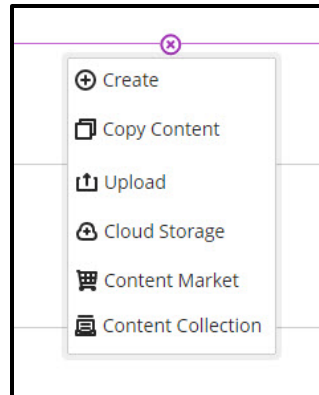 Create
Copy Content
Upload
Cloud Storage
Content Market
Content Collection